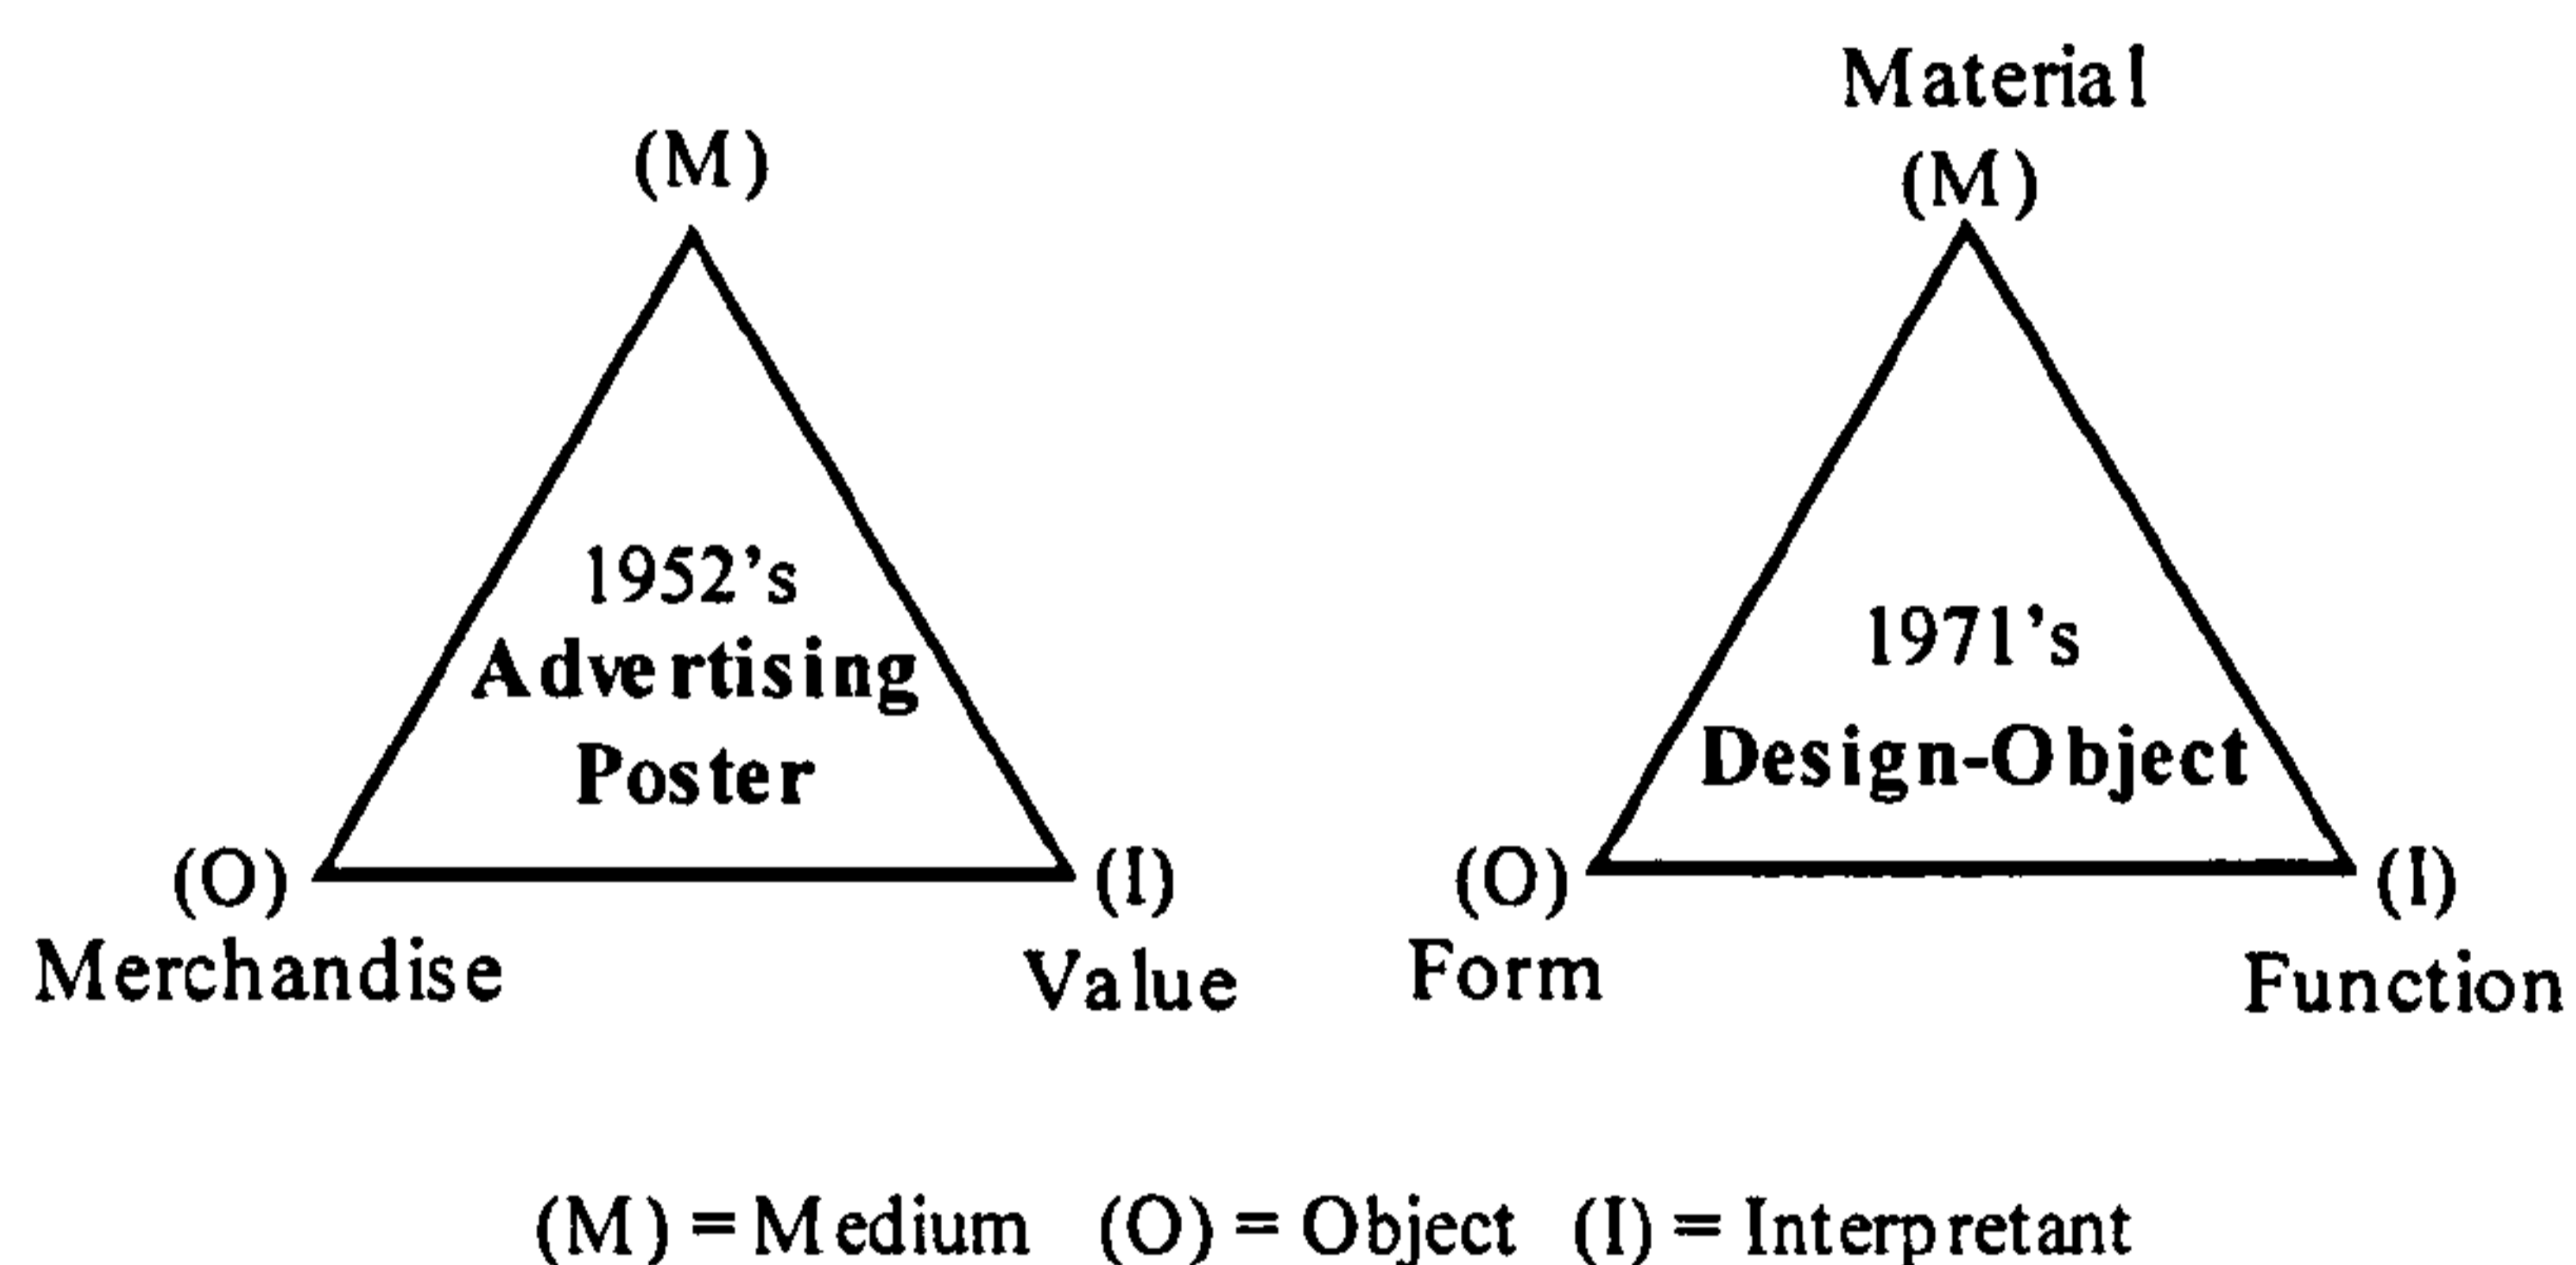 (M)
1952's
Advertising
Poster
(O)
(I)
Merchandise
Value
Material
(M)
1971's
Design-Object
(O)
(I)
Form
Function
(M) = Medium (O) = Object (I) = Interpretant